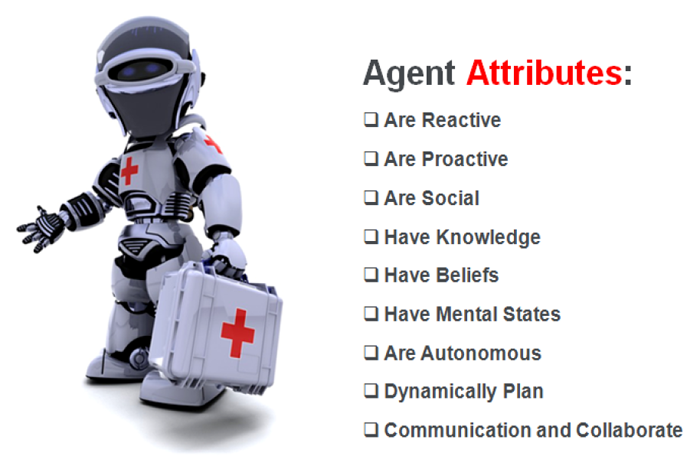 Agent Attributes:
❑ Are Reactive
❑ Are Proactive
❑ Are Social
❑ Have Knowledge
❑ Have Beliefs
❑ Have Mental States
❑ Are Autonomous
❑ Dynamically Plan
❑ Communication and Collaborate